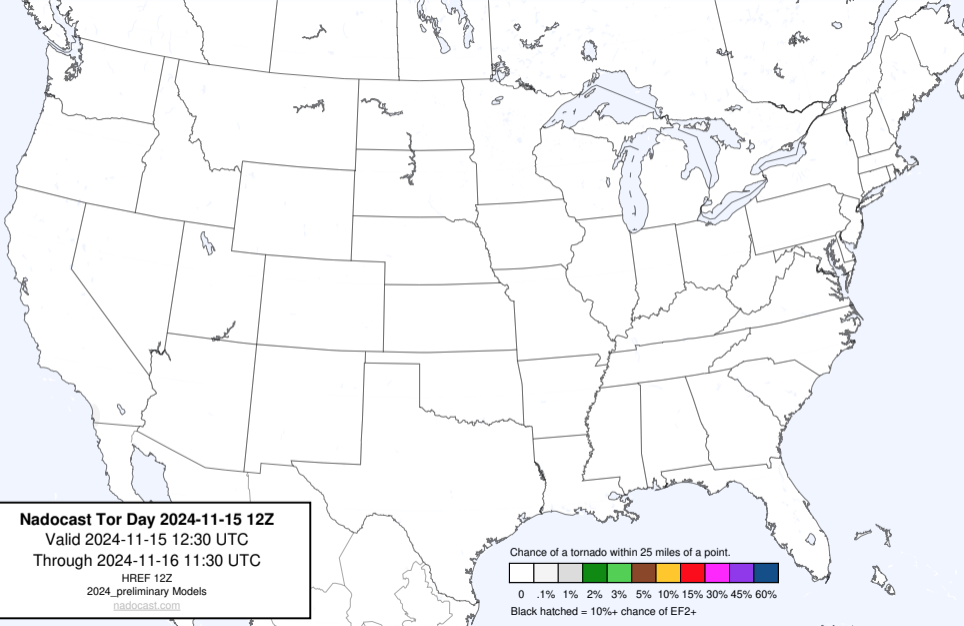 Nadocast Tor Day 2024-11-15 12Z
Valid 2024-11-15 12:30 UTC
Through 2024-11-16 11:30 UTC
HREF 12Z
2024_preliminary Models
nadocast.com
Chance of a tornado within 25 miles of a point.
0 .1% 1% 2% 3% 5% 10% 15% 30% 45% 60%
Black hatched = 10%+ chance of EF2+